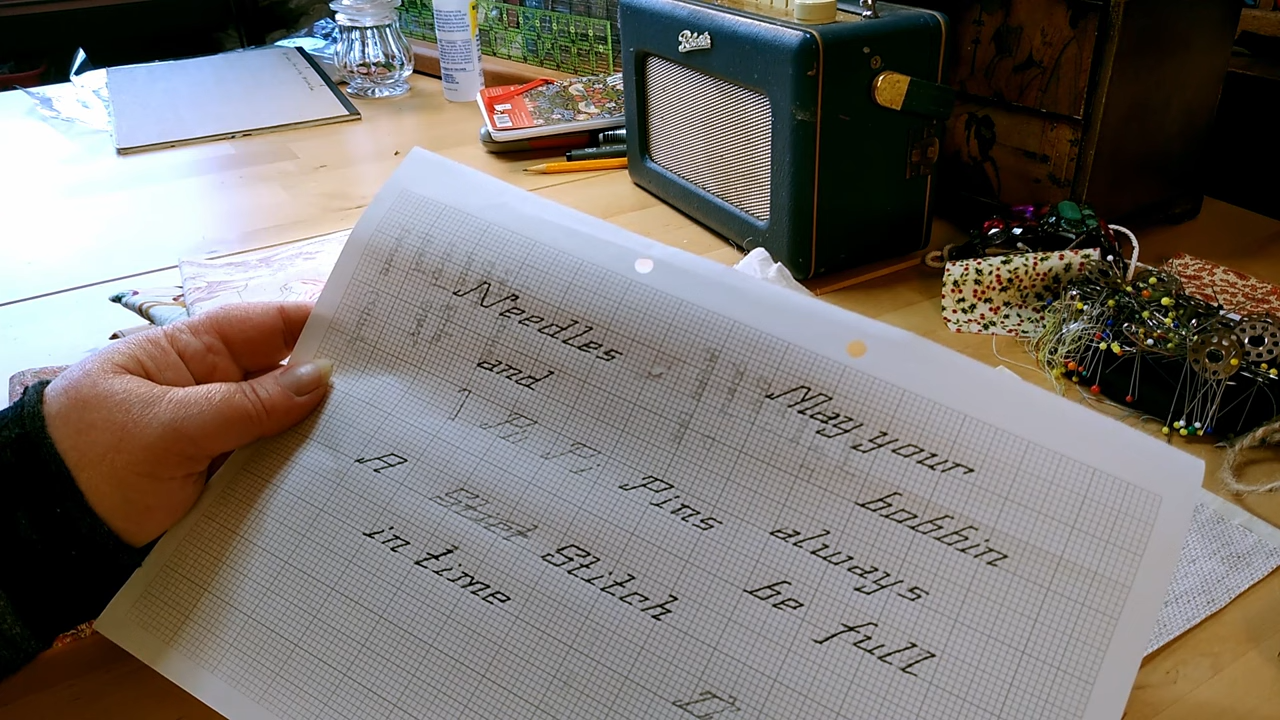 Roberts
Needles
and
Pins
A Stitch
in time
May your
bobbin
always
be
full